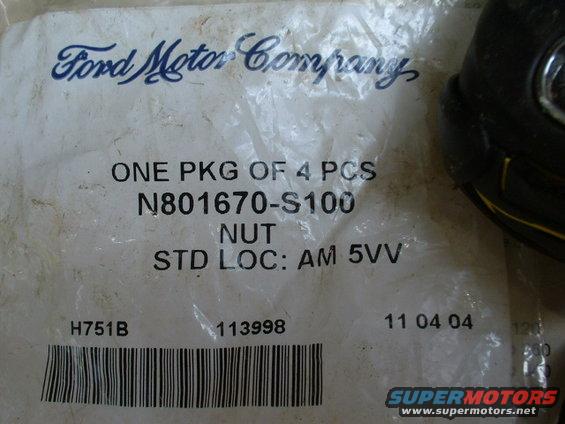 Ford Motor Company
ONE PKG OF 4 PCS
N801670-S100
NUT
STD LOC: AM 5VV
H751B 113998 11 04 04
SUPERMOTORS
www.supermotors.net